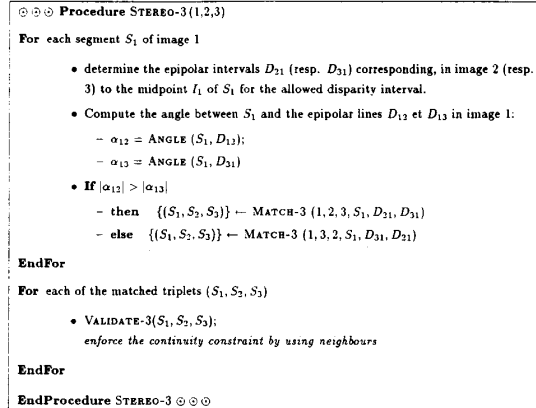 ⊙⊙⊙ Procedure STEREO-3(1,2,3)
For each segment S₁ of image 1
• determine the epipolar intervals D₂₁ (resp. D₃₁) corresponding, in image 2 (resp.
3) to the midpoint I₁ of S₁ for the allowed disparity interval.
• Compute the angle between S₁ and the epipolar lines D₁₂ et D₁₃ in image 1:
– α₁₂ = ANGLE (S₁, D₁₂);
– α₁₃ = ANGLE (S₁, D₃₁)
• If |α₁₂| > |α₁₃|
– then {(S₁, S₂, S₃)} ← MATCH-3 (1, 2, 3, S₁, D₂₁, D₃₁)
– else {(S₁, S₂, S₃)} ← MATCH-3 (1, 3, 2, S₁, D₃₁, D₂₁)
EndFor
For each of the matched triplets (S₁, S₂, S₃)
• VALIDATE-3(S₁, S₂, S₃);
enforce the continuity constraint by using neighbours
EndFor
EndProcedure STEREO-3 ⊙⊙⊙